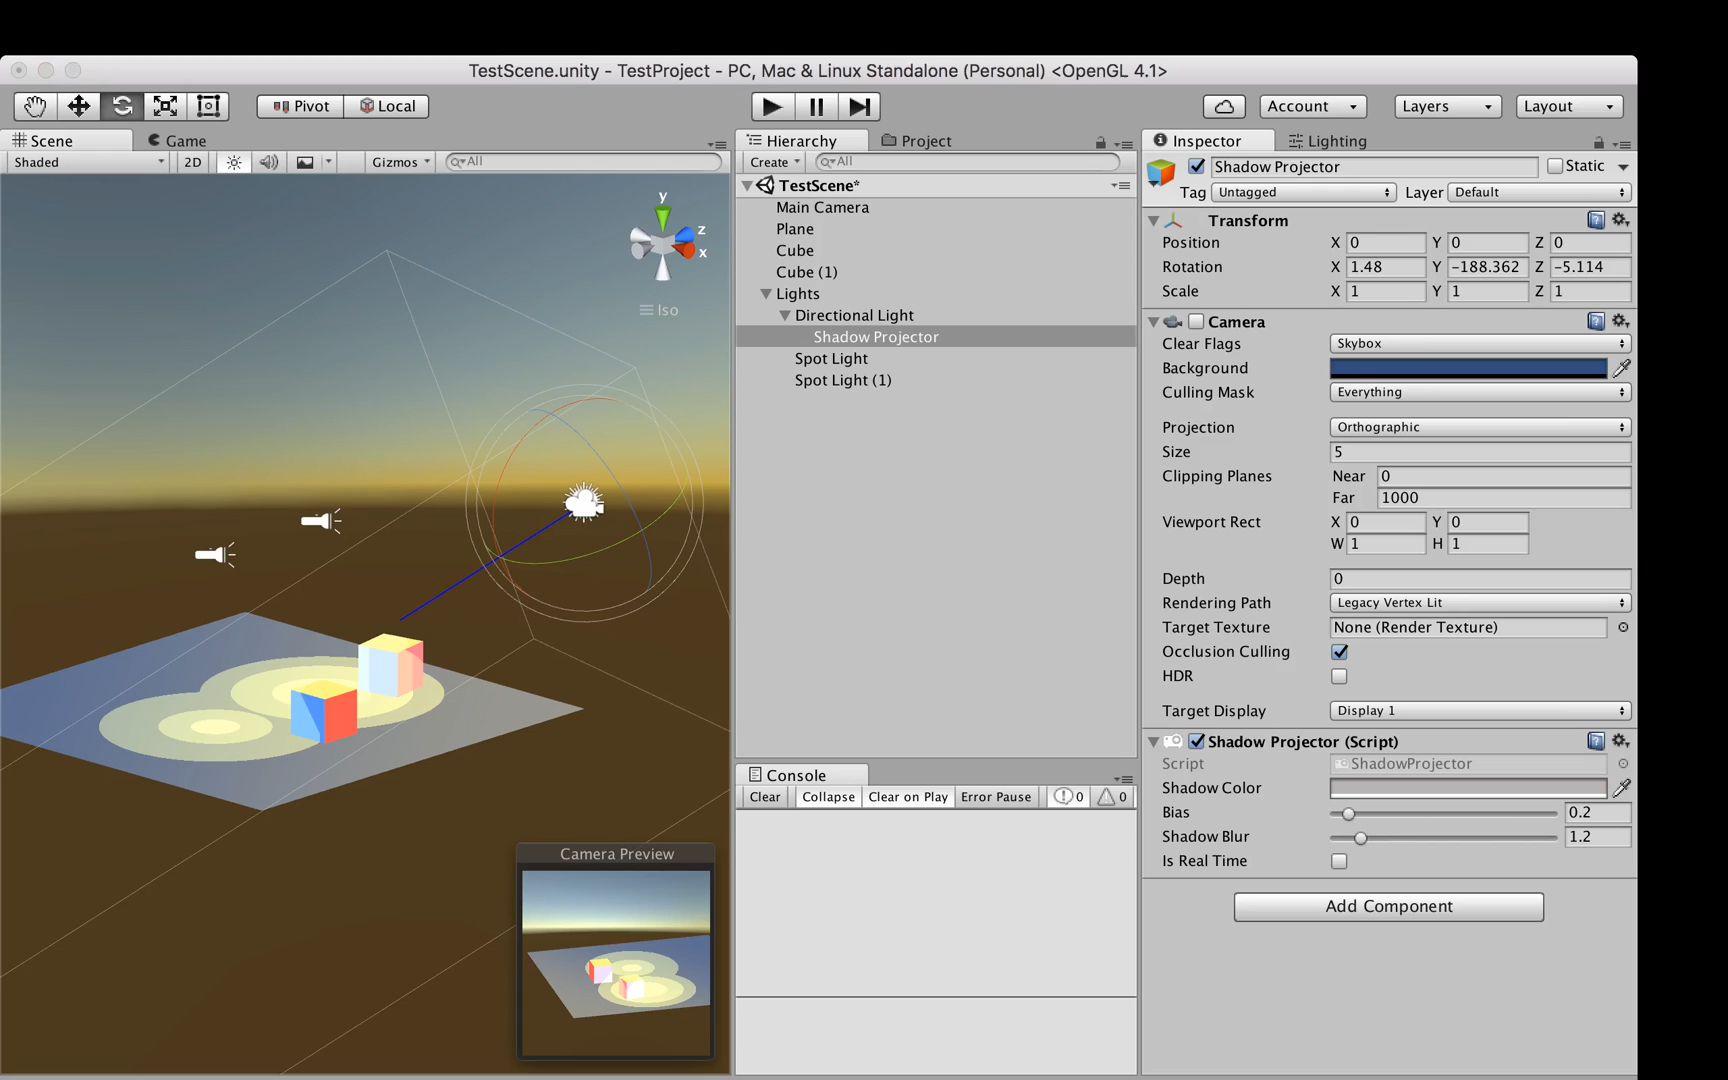 TestScene.unity - TestProject - PC, Mac & Linux Standalone (Personal) <OpenGL 4.1>
Pivot Local Account Layers Layout
Scene Game
Shaded 2D Gizmos All
y
z
x
Iso
Camera Preview
Hierarchy Project
Create All
TestScene*
Main Camera
Plane
Cube
Cube (1)
Lights
Directional Light
Shadow Projector
Spot Light
Spot Light (1)
Console
Clear Collapse Clear on Play Error Pause 0 0
Inspector Lighting
Shadow Projector Static
Tag Untagged Layer Default
Transform
Position X 0 Y 0 Z 0
Rotation X 1.48 Y -188.362 Z -5.114
Scale X 1 Y 1 Z 1
Camera
Clear Flags Skybox
Background
Culling Mask Everything
Projection Orthographic
Size 5
Clipping Planes Near 0
Far 1000
Viewport Rect X 0 Y 0
W 1 H 1
Depth 0
Rendering Path Legacy Vertex Lit
Target Texture None (Render Texture)
Occlusion Culling
HDR
Target Display Display 1
Shadow Projector (Script)
Script ShadowProjector
Shadow Color
Bias 0.2
Shadow Blur 1.2
Is Real Time
Add Component